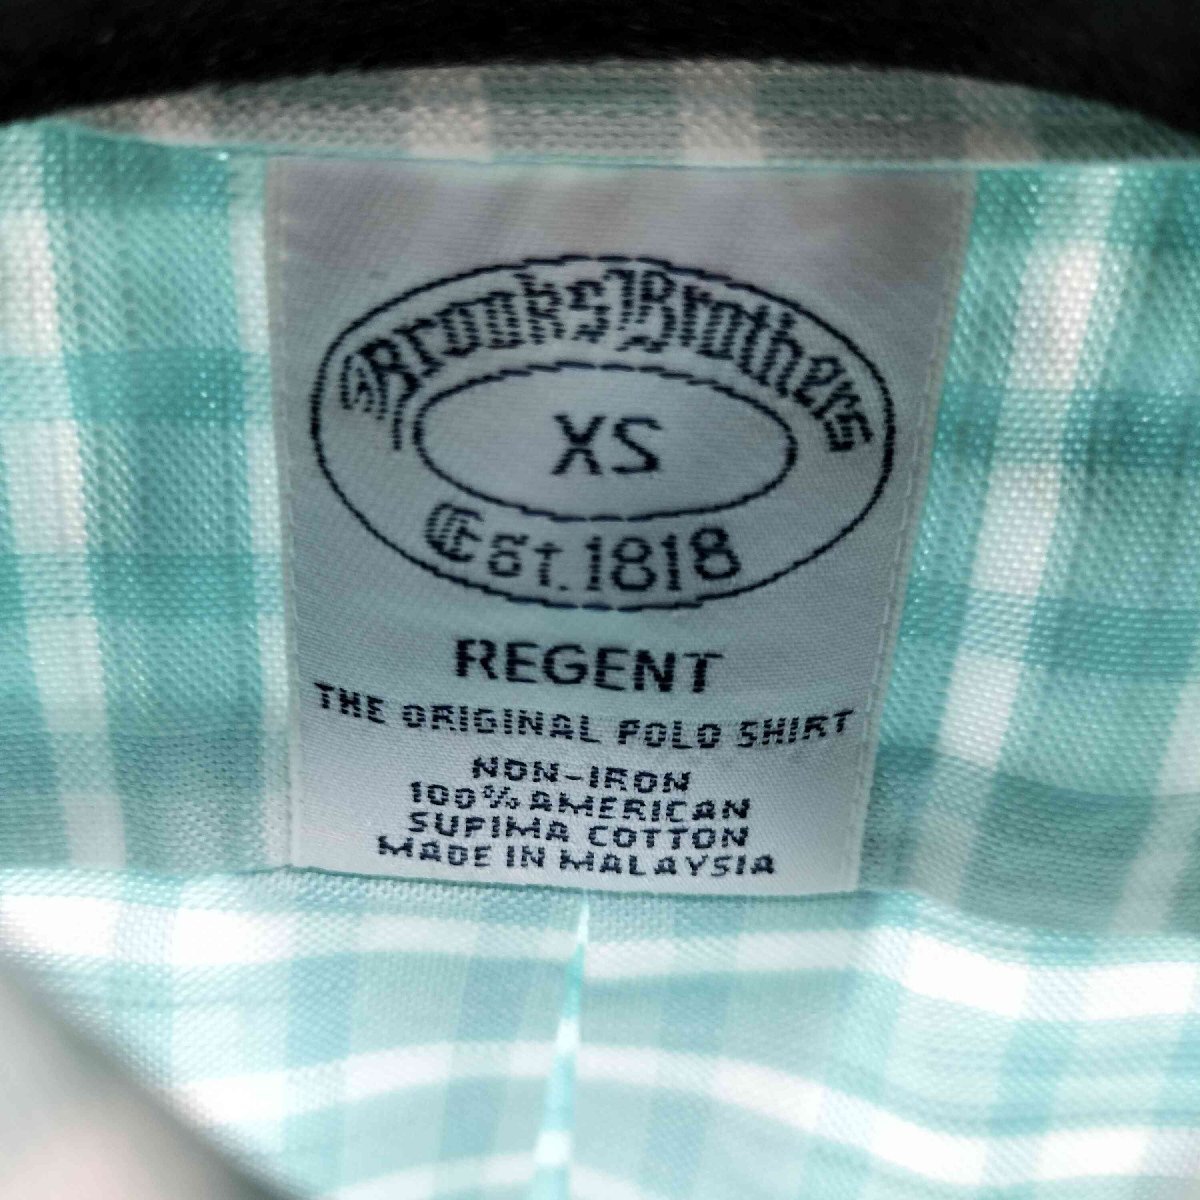 Brooks Brothers
XS
Est. 1818
REGENT
THE ORIGINAL POLO SHIRT
NON-IRON
100% AMERICAN
SUPIMA COTTON
MADE IN MALAYSIA